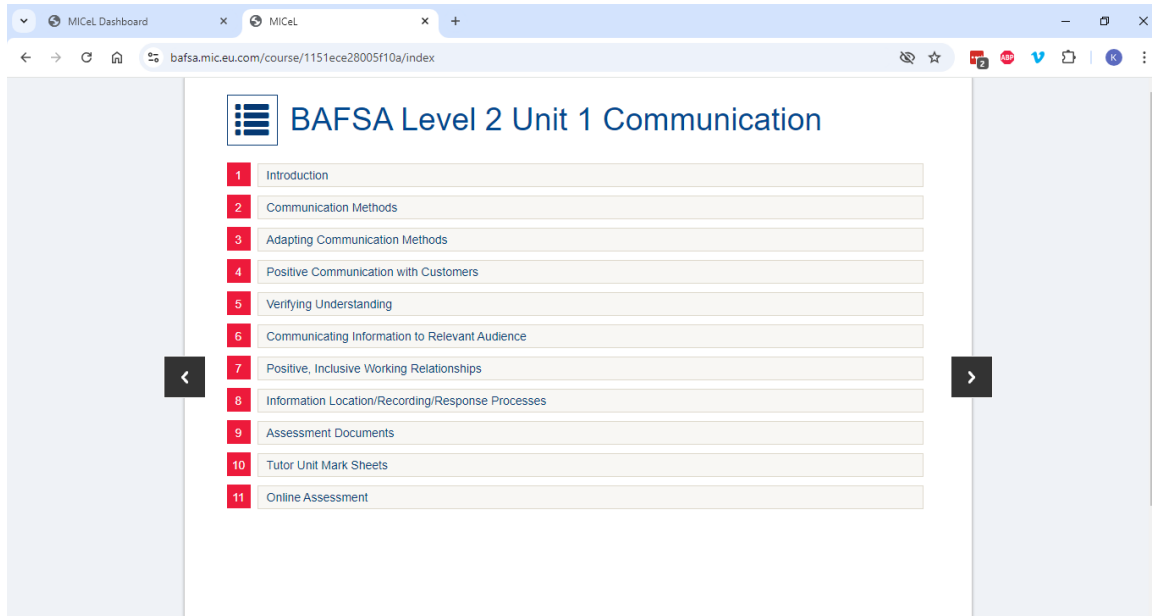 MICeL Dashboard
MICeL
bafsa.mic.eu.com/course/1151ece28005f10a/index
2
ABP
K
BAFSA Level 2 Unit 1 Communication
1 Introduction
2 Communication Methods
3 Adapting Communication Methods
4 Positive Communication with Customers
5 Verifying Understanding
6 Communicating Information to Relevant Audience
7 Positive, Inclusive Working Relationships
8 Information Location/Recording/Response Processes
9 Assessment Documents
10 Tutor Unit Mark Sheets
11 Online Assessment